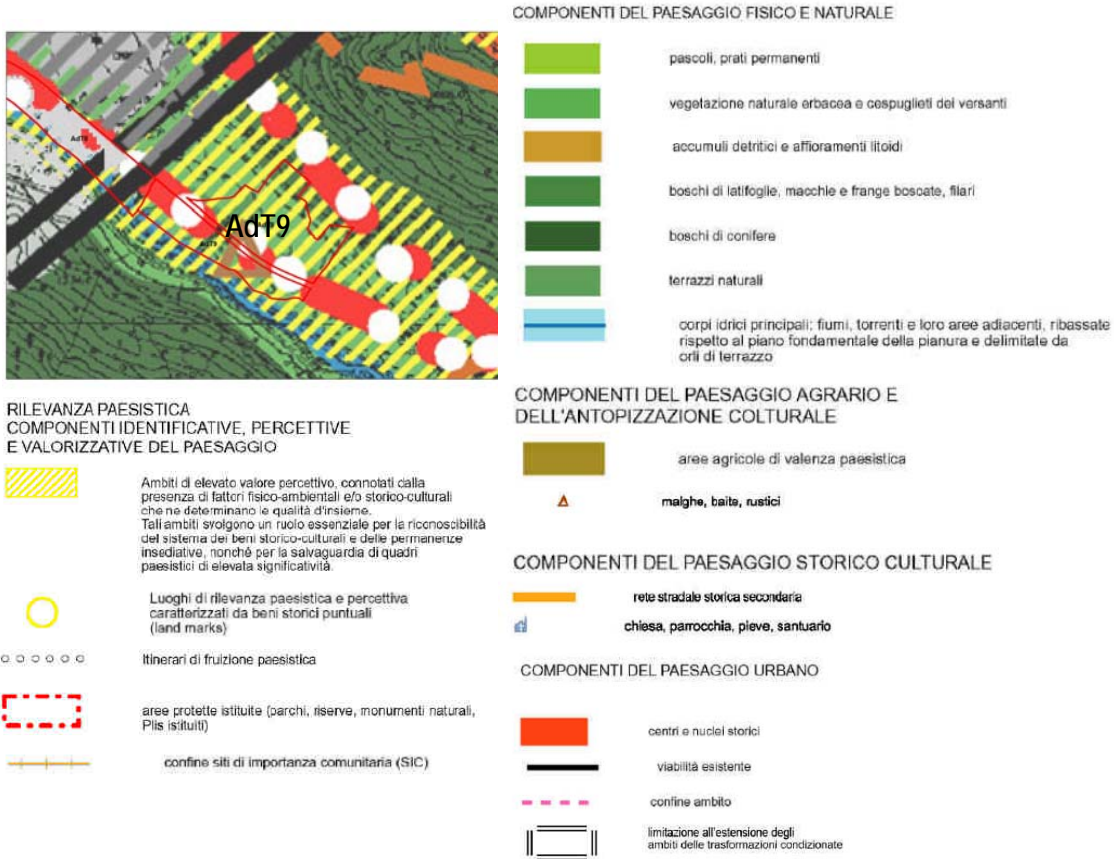 AdT9
AdT9
AdT9
RILEVANZA PAESISTICA
COMPONENTI IDENTIFICATIVE, PERCETTIVE
E VALORIZZATIVE DEL PAESAGGIO
Ambiti di elevato valore percettivo, connotati dalla
presenza di fattori fisico-ambientali e/o storico-culturali
che ne determinano le qualità d'insieme.
Tali ambiti svolgono un ruolo essenziale per la riconoscibilità
del sistema dei beni storico-culturali e delle permanenze
insediative, nonché per la salvaguardia di quadri
paesistici di elevata significatività.
Luoghi di rilevanza paesistica e percettiva
caratterizzati da beni storici puntuali
(land marks)
Itinerari di fruizione paesistica
aree protette istituite (parchi, riserve, monumenti naturali,
Plis istituiti)
confine siti di importanza comunitaria (SIC)
COMPONENTI DEL PAESAGGIO FISICO E NATURALE
pascoli, prati permanenti
vegetazione naturale erbacea e cespuglieti dei versanti
accumuli detritici e affioramenti litoidi
boschi di latifoglie, macchie e frange boscate, filari
boschi di conifere
terrazzi naturali
corpi idrici principali: fiumi, torrenti e loro aree adiacenti, ribassate
rispetto al piano fondamentale della pianura e delimitate da
orli di terrazzo
COMPONENTI DEL PAESAGGIO AGRARIO E
DELL'ANTOPIZZAZIONE COLTURALE
aree agricole di valenza paesistica
malghe, baite, rustici
COMPONENTI DEL PAESAGGIO STORICO CULTURALE
rete stradale storica secondaria
chiesa, parrocchia, pieve, santuario
COMPONENTI DEL PAESAGGIO URBANO
centri e nuclei storici
viabilità esistente
confine ambito
limitazione all'estensione degli
ambiti delle trasformazioni condizionate